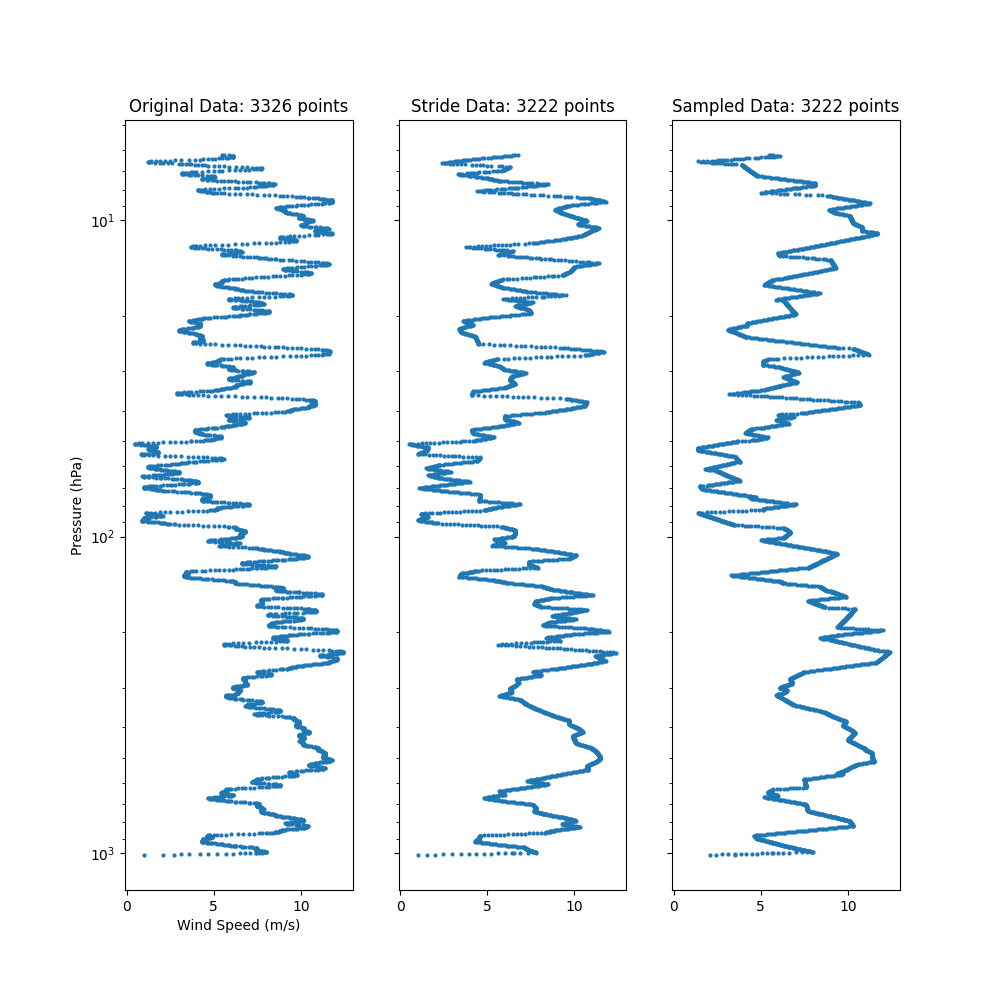 Original Data: 3326 points
Stride Data: 3222 points
Sampled Data: 3222 points
Pressure (hPa)
10¹
10²
10³
0 5 10
0 5 10
0 5 10
Wind Speed (m/s)